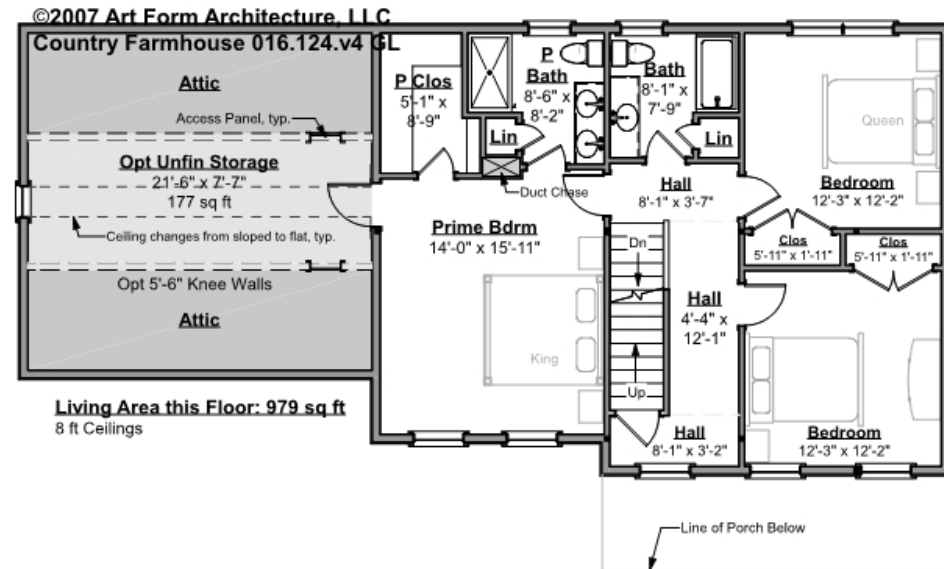 ©2007 Art Form Architecture, LLC
Country Farmhouse 016.124.v4 GL
Attic
Access Panel, typ.
Opt Unfin Storage
21'-6" x 7'-7"
177 sq ft
Ceiling changes from sloped to flat, typ.
Opt 5'-6" Knee Walls
Attic
Living Area this Floor: 979 sq ft
8 ft Ceilings
P Clos
5'-1" x
8'-9"
P
Bath
8'-6" x
8'-2"
Lin
Duct Chase
Prime Bdrm
14'-0" x 15'-11"
King
Bath
8'-1" x
7'-9"
Lin
Hall
8'-1" x 3'-7"
Dn
Up
Hall
4'-4" x
12'-1"
Hall
8'-1" x 3'-2"
Queen
Bedroom
12'-3" x 12'-2"
Clos
5'-11" x 1'-11"
Clos
5'-11" x 1'-11"
Bedroom
12'-3" x 12'-2"
Line of Porch Below